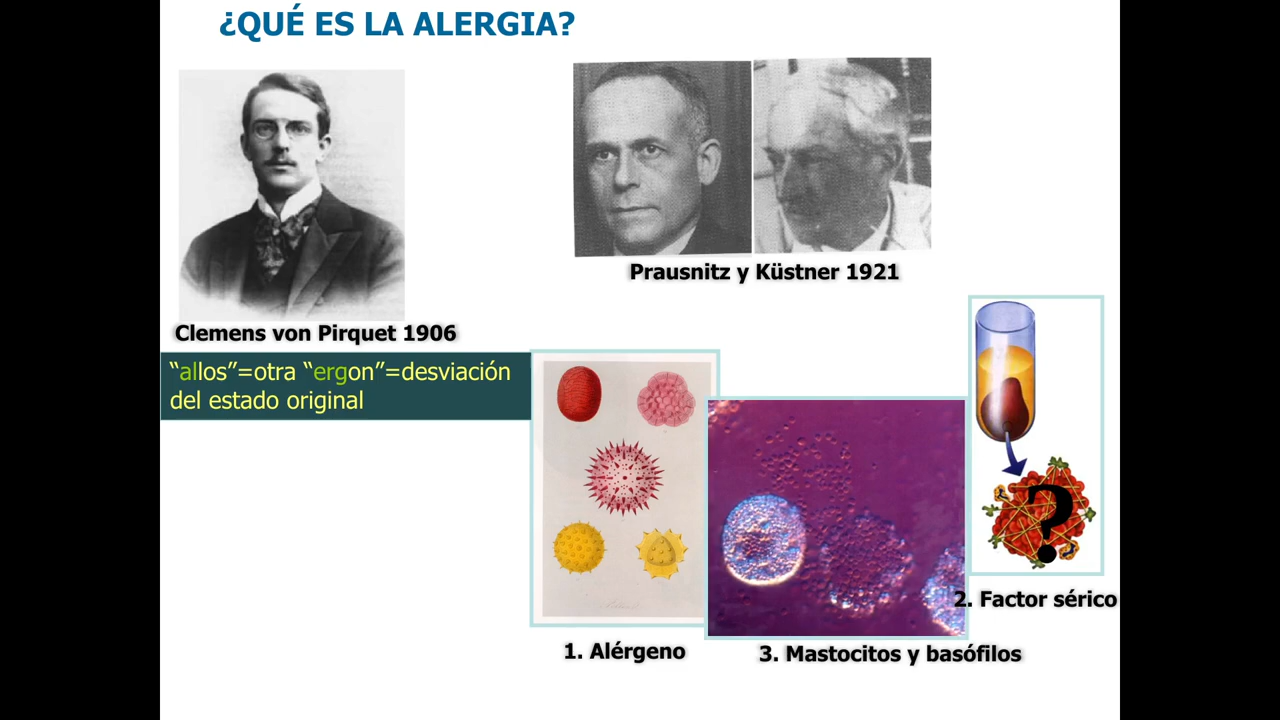 ¿QUÉ ES LA ALERGIA?
Clemens von Pirquet 1906
Prausnitz y Küstner 1921
“allos”=otra “ergon”=desviación
del estado original
?
2. Factor sérico
1. Alérgeno
3. Mastocitos y basófilos